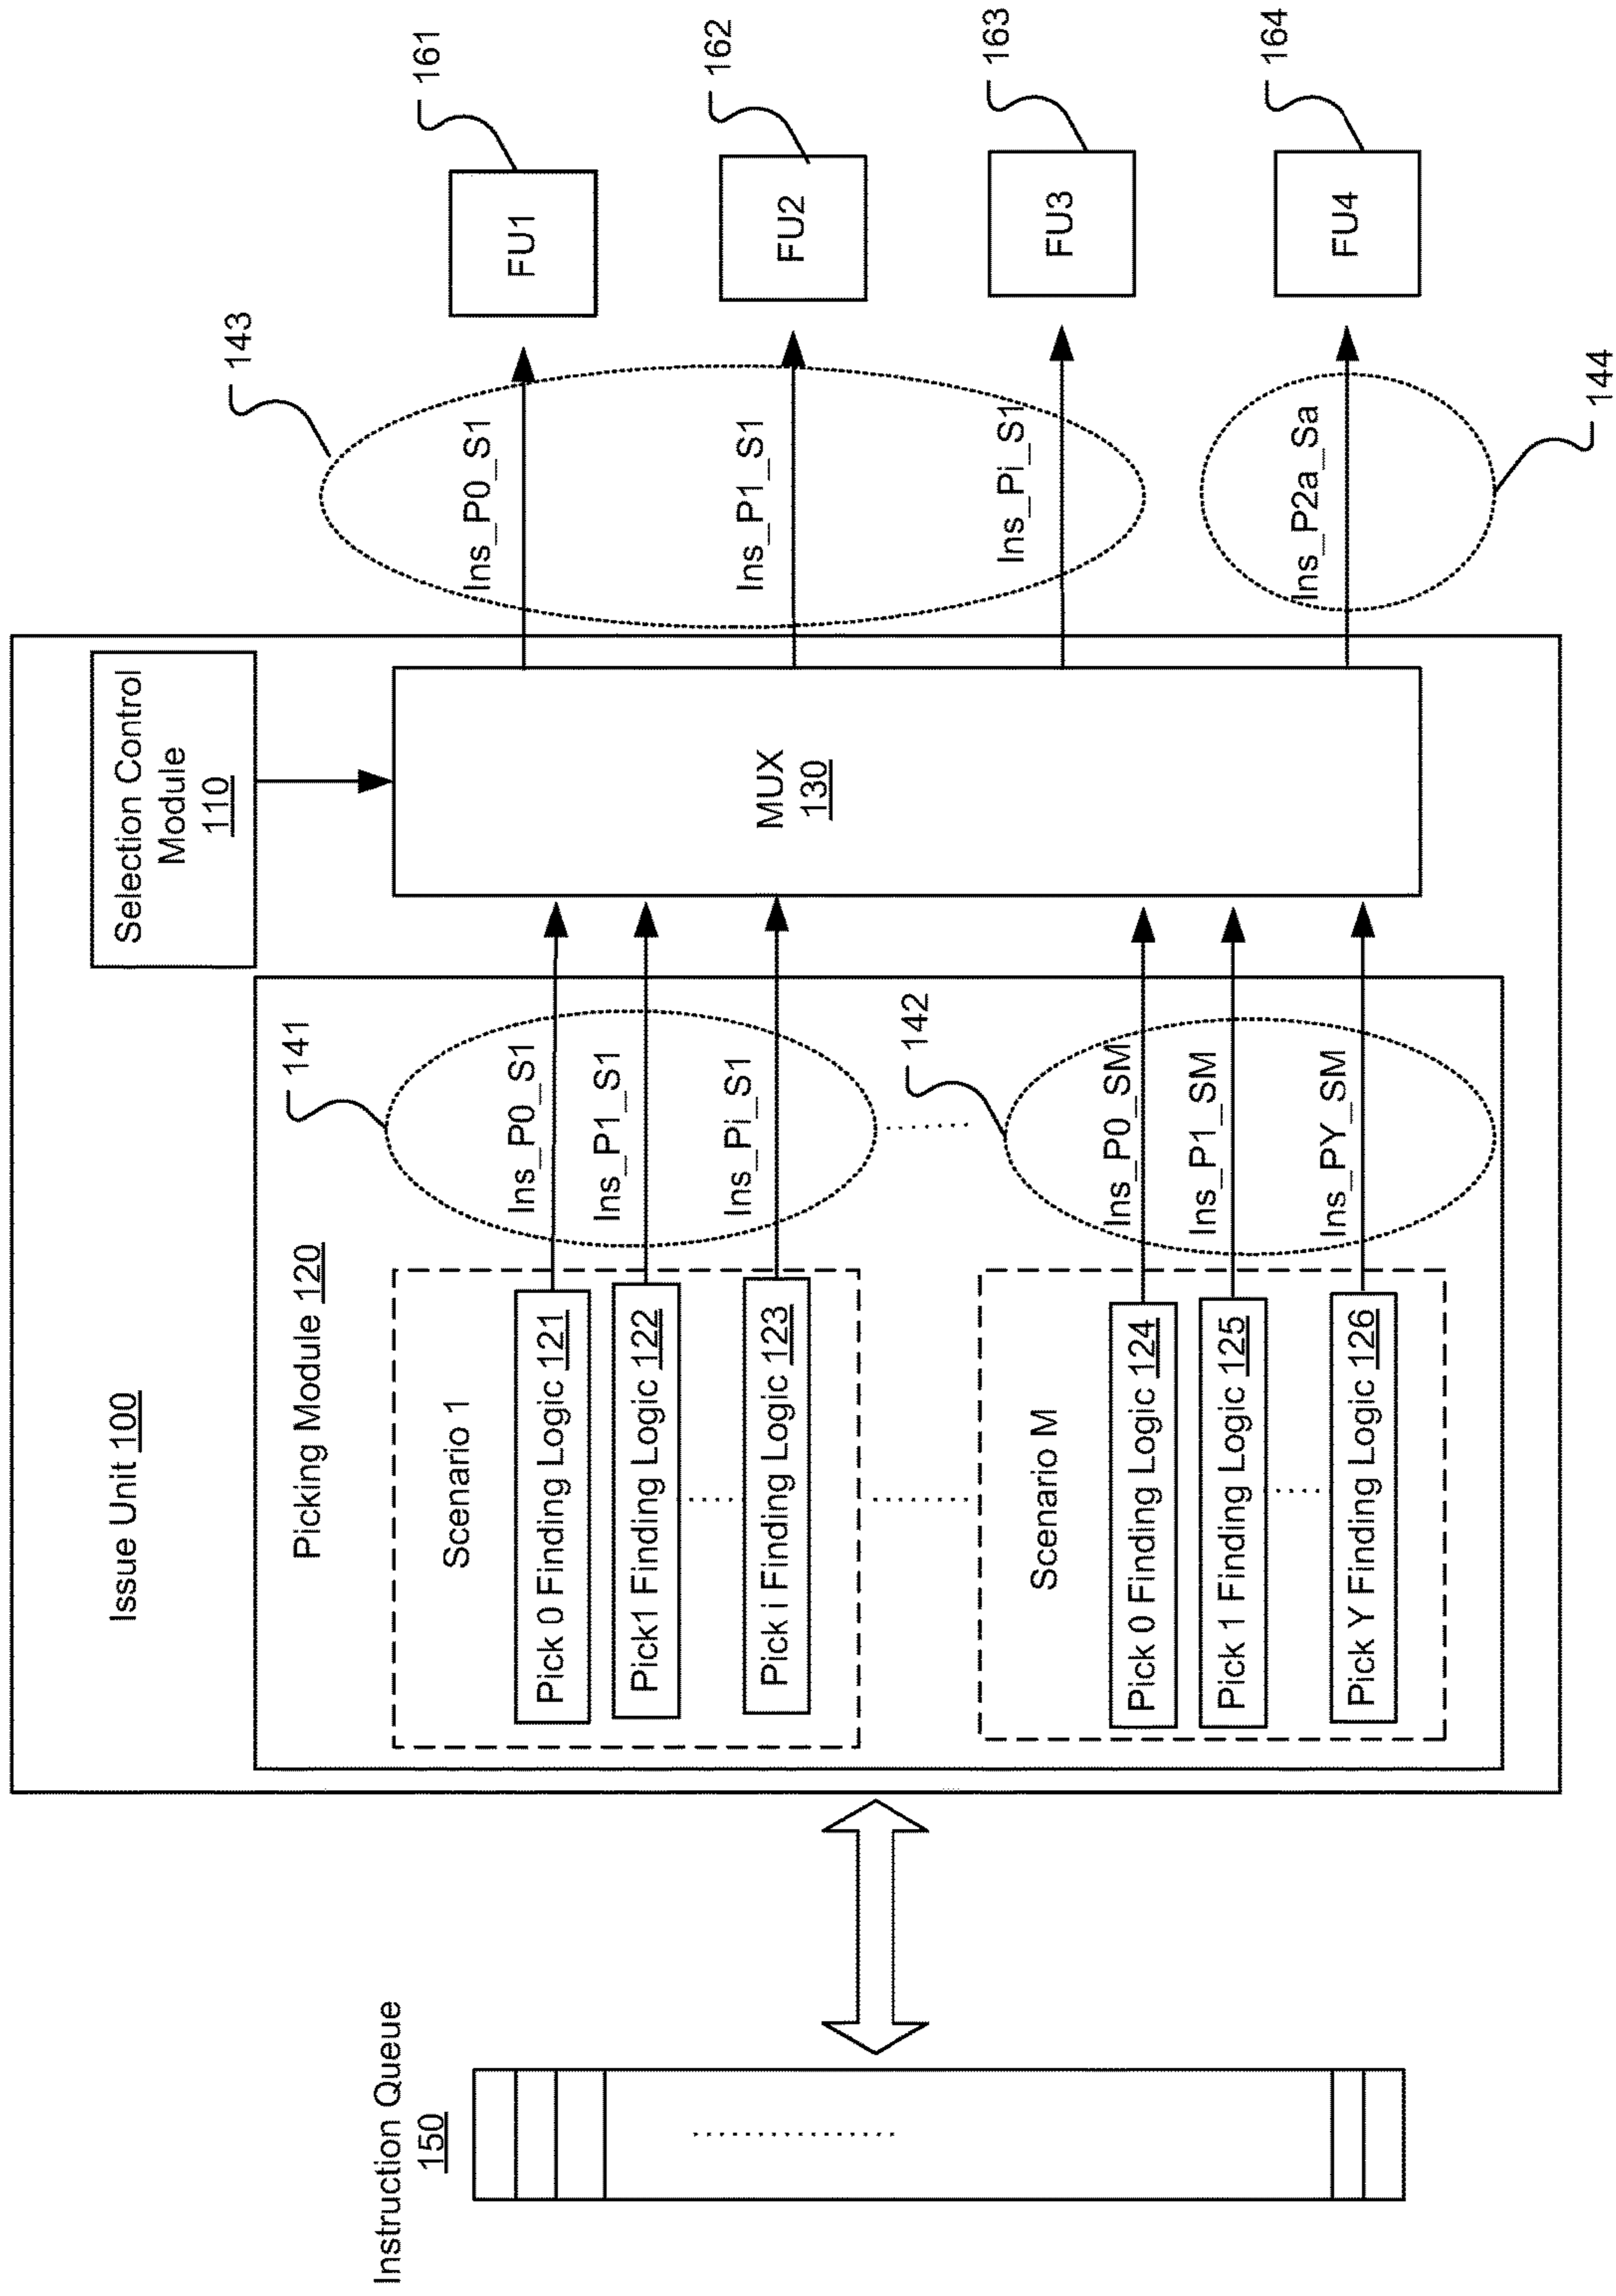 Issue Unit 100
Selection Control
Module
110
Picking Module 120
Scenario 1
Pick 0 Finding Logic 121
Pick1 Finding Logic 122
Pick i Finding Logic 123
Scenario M
Pick 0 Finding Logic 124
Pick 1 Finding Logic 125
Pick Y Finding Logic 126
141
Ins_P0_S1
Ins_P1_S1
Ins_Pi_S1
142
Ins_P0_SM
Ins_P1_SM
Ins_PY_SM
MUX
130
143
Ins_P0_S1
Ins_P1_S1
Ins_Pi_S1
Ins_P2a_Sa
144
FU1
161
FU2
162
FU3
163
FU4
164
Instruction Queue
150